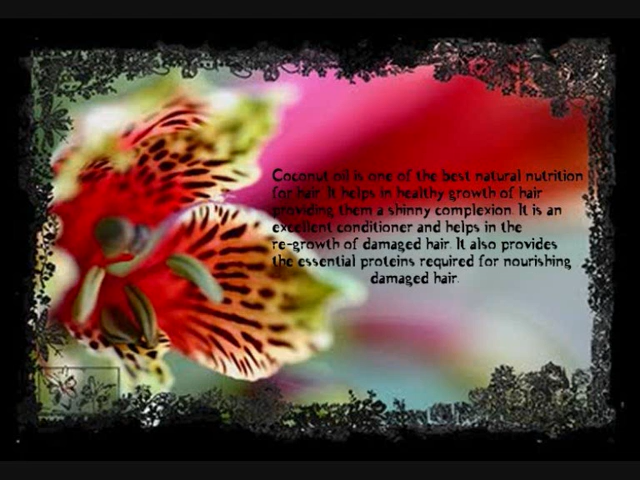 Coconut oil is one of the best natural nutrition
for hair. It helps in healthy growth of hair
providing them a shinny complexion. It is an
excellent conditioner and helps in the
re-growth of damaged hair. It also provides
the essential proteins required for nourishing
damaged hair.